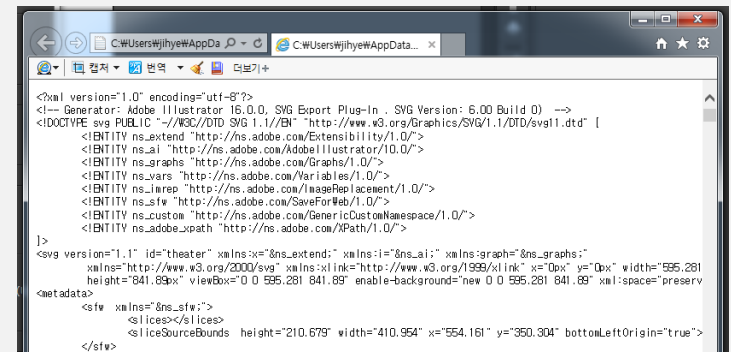 C:₩Users₩jihye₩AppDa
C:₩Users₩jihye₩AppData...
캡처 번역 더보기+
<?xml version="1.0" encoding="utf-8"?>
<!-- Generator: Adobe Illustrator 16.0.0, SVG Export Plug-In . SVG Version: 6.00 Build 0)  -->
<!DOCTYPE svg PUBLIC "-//W3C//DTD SVG 1.1//EN" "http://www.w3.org/Graphics/SVG/1.1/DTD/svg11.dtd" [
<!ENTITY ns_extend "http://ns.adobe.com/Extensibility/1.0/">
<!ENTITY ns_ai "http://ns.adobe.com/AdobeIllustrator/10.0/">
<!ENTITY ns_graphs "http://ns.adobe.com/Graphs/1.0/">
<!ENTITY ns_vars "http://ns.adobe.com/Variables/1.0/">
<!ENTITY ns_imrep "http://ns.adobe.com/ImageReplacement/1.0/">
<!ENTITY ns_sfw "http://ns.adobe.com/SaveForWeb/1.0/">
<!ENTITY ns_custom "http://ns.adobe.com/GenericCustomNamespace/1.0/">
<!ENTITY ns_adobe_xpath "http://ns.adobe.com/XPath/1.0/">
]>
<svg version="1.1" id="theater" xmlns:x="&ns_extend;" xmlns:i="&ns_ai;" xmlns:graph="&ns_graphs;"
xmlns="http://www.w3.org/2000/svg" xmlns:xlink="http://www.w3.org/1999/xlink" x="0px" y="0px" width="595.281
height="841.89px" viewBox="0 0 595.281 841.89" enable-background="new 0 0 595.281 841.89" xml:space="preserv
<metadata>
<sfw  xmlns="&ns_sfw;">
<slices></slices>
<sliceSourceBounds  height="210.679" width="410.954" x="554.161" y="350.304" bottomLeftOrigin="true">
</sfw>